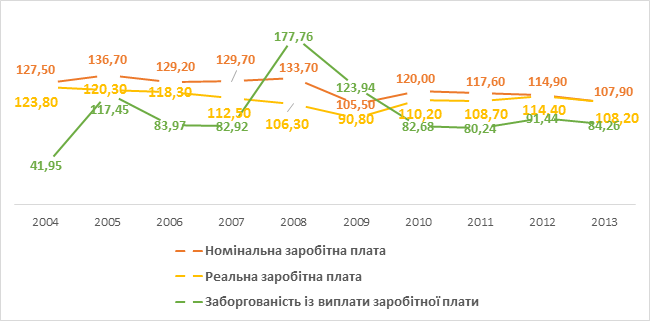 177,76
127,50 136,70 129,20 129,70 133,70 123,94 120,00 117,60 114,90 107,90
123,80 120,30 118,30 112,50 106,30 105,50 110,20 108,70 114,40 108,20
41,95 117,45 83,97 82,92 90,80 82,68 80,24 91,44 84,26
2004 2005 2006 2007 2008 2009 2010 2011 2012 2013
Номінальна заробітна плата
Реальна заробітна плата
Заборгованість із виплати заробітної плати